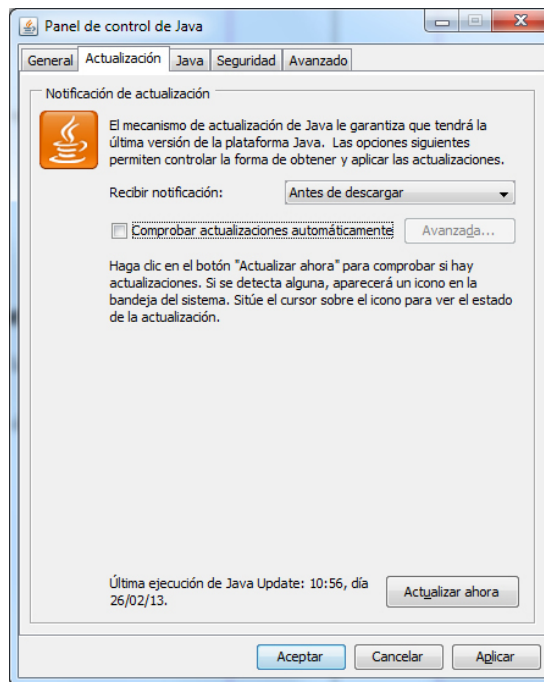 Panel de control de Java
General Actualización Java Seguridad Avanzado
Notificación de actualización
El mecanismo de actualización de Java le garantiza que tendrá la
última versión de la plataforma Java. Las opciones siguientes
permiten controlar la forma de obtener y aplicar las actualizaciones.
Recibir notificación: Antes de descargar
Comprobar actualizaciones automáticamente Avanzada...
Haga clic en el botón "Actualizar ahora" para comprobar si hay
actualizaciones. Si se detecta alguna, aparecerá un icono en la
bandeja del sistema. Sitúe el cursor sobre el icono para ver el estado
de la actualización.
Última ejecución de Java Update: 10:56, día
26/02/13.
Actualizar ahora
Aceptar Cancelar Aplicar